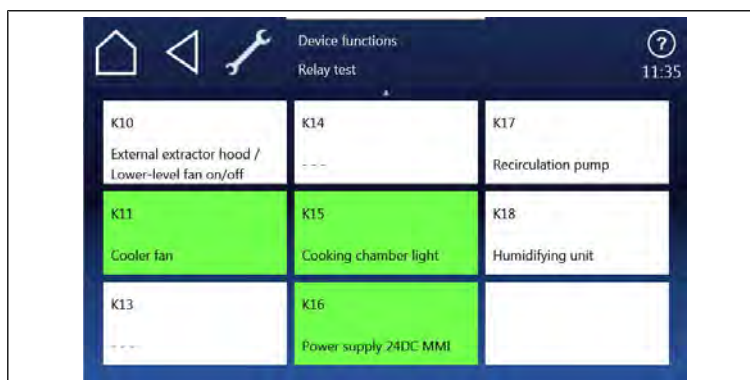 Device functions
Relay test
?
11:35
K10
External extractor hood /
Lower-level fan on/off
K14
- - -
K17
Recirculation pump
K11
Cooler fan
K15
Cooking chamber light
K18
Humidifying unit
K13
- - -
K16
Power supply 24DC MMI